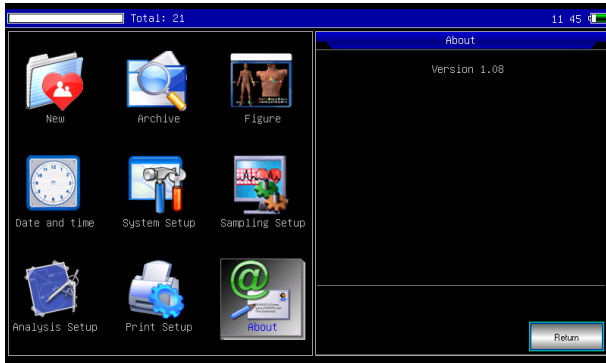 Total: 21
11 45
About
Version 1.08
New
Archive
Figure
Date and time
System Setup
Sampling Setup
Analysis Setup
Print Setup
About
Return